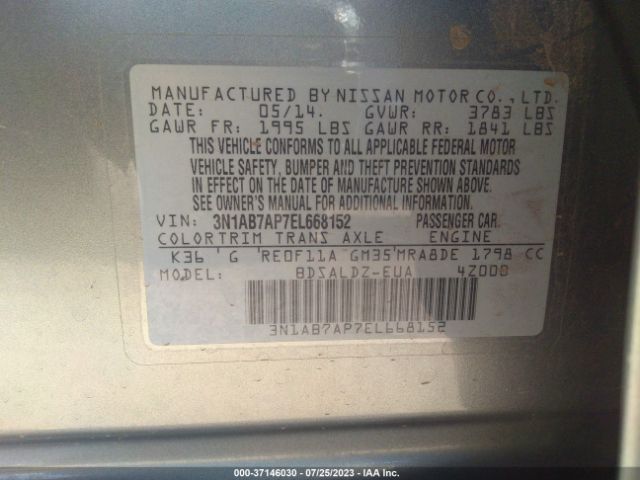 MANUFACTURED BY NISSAN MOTOR CO., LTD.
DATE: 05/14. GVWR: 3783 LBS
GAWR FR: 1995 LBS GAWR RR: 1841 LBS
THIS VEHICLE CONFORMS TO ALL APPLICABLE FEDERAL MOTOR
VEHICLE SAFETY, BUMPER AND THEFT PREVENTION STANDARDS
IN EFFECT ON THE DATE OF MANUFACTURE SHOWN ABOVE.
SEE OWNER'S MANUAL FOR ADDITIONAL INFORMATION.
VIN: 3N1AB7AP7EL668152 PASSENGER CAR
COLOR TRIM TRANS AXLE ENGINE
K36 G RE0F11A GM35 MRA8DE 1798 CC
MODEL: BDSALDZ-EUA 4Z000
3N1AB7AP7EL668152
000-37146030 - 07/25/2023 - IAA Inc.